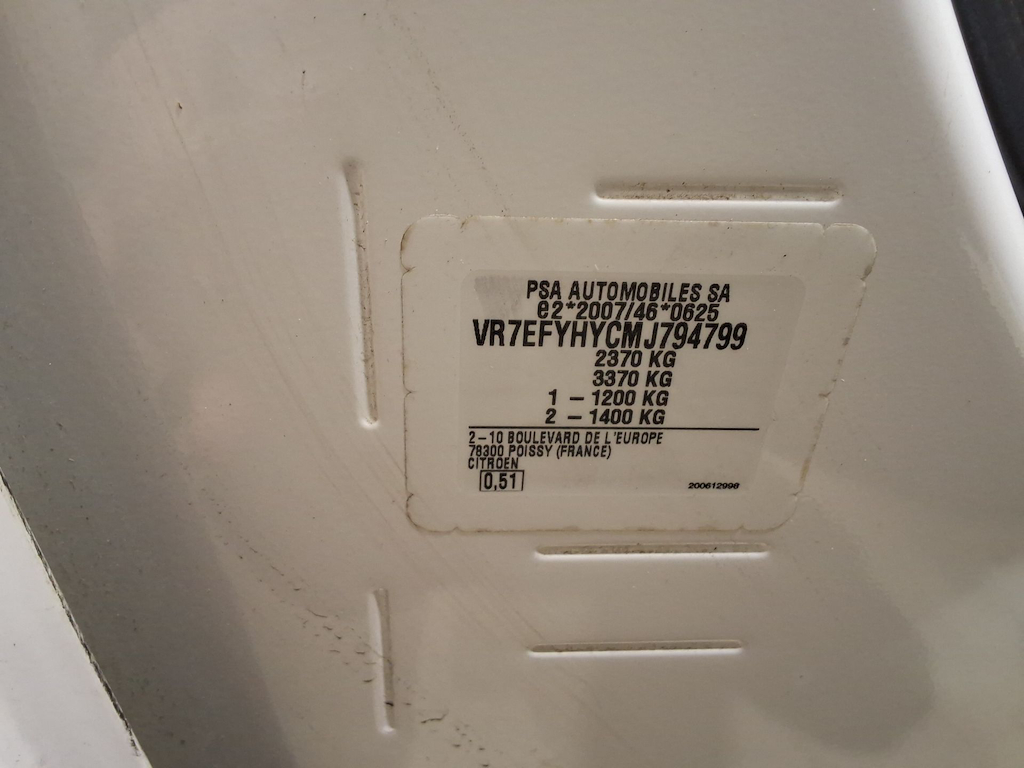 PSA AUTOMOBILES SA
e2*2007/46*0625
VR7EFYHYCMJ794799
2370 KG
3370 KG
1 – 1200 KG
2 – 1400 KG
2–10 BOULEVARD DE L'EUROPE
78300 POISSY (FRANCE)
CITROEN
0,51
200612998